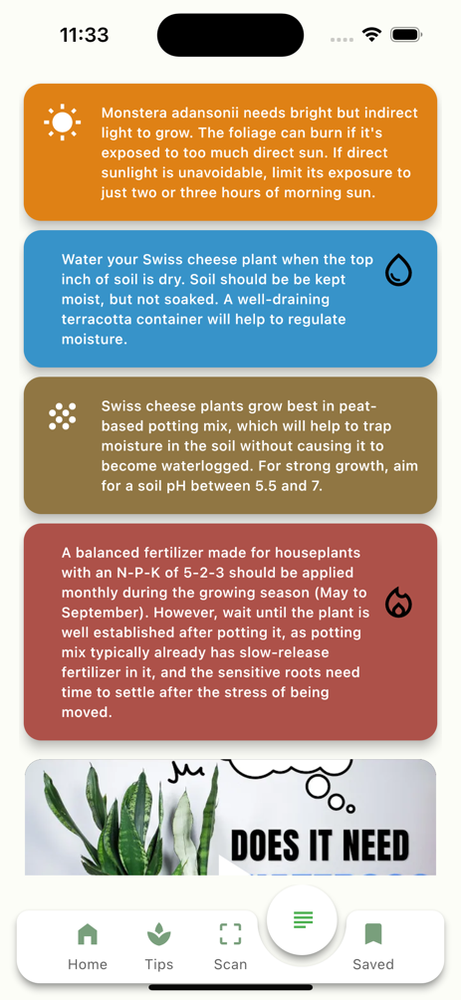 11:33
Monstera adansonii needs bright but indirect
light to grow. The foliage can burn if it's
exposed to too much direct sun. If direct
sunlight is unavoidable, limit its exposure to
just two or three hours of morning sun.
Water your Swiss cheese plant when the top
inch of soil is dry. Soil should be be kept
moist, but not soaked. A well-draining
terracotta container will help to regulate
moisture.
Swiss cheese plants grow best in peat-
based potting mix, which will help to trap
moisture in the soil without causing it to
become waterlogged. For strong growth, aim
for a soil pH between 5.5 and 7.
A balanced fertilizer made for houseplants
with an N-P-K of 5-2-3 should be applied
monthly during the growing season (May to
September). However, wait until the plant is
well established after potting it, as potting
mix typically already has slow-release
fertilizer in it, and the sensitive roots need
time to settle after the stress of being
moved.
DOES IT NEED
Home Tips Scan Saved